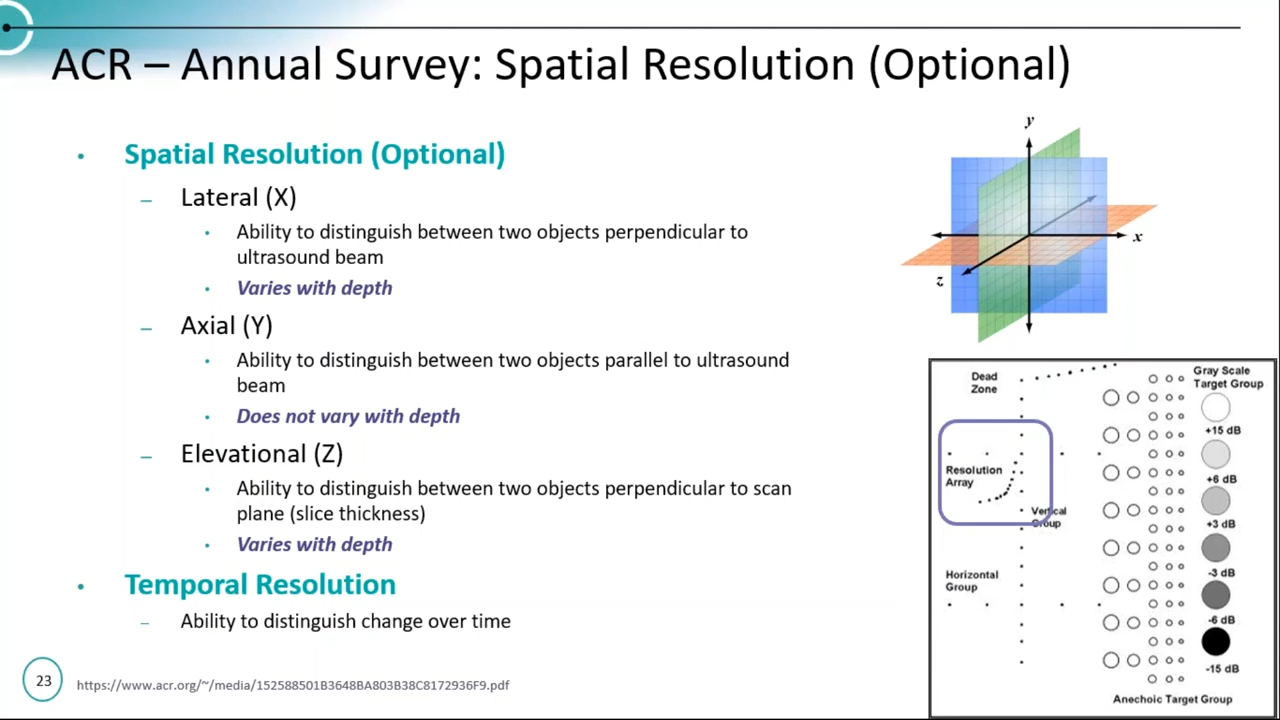 ACR – Annual Survey: Spatial Resolution (Optional)
• Spatial Resolution (Optional)
– Lateral (X)
• Ability to distinguish between two objects perpendicular to
ultrasound beam
• Varies with depth
– Axial (Y)
• Ability to distinguish between two objects parallel to ultrasound
beam
• Does not vary with depth
– Elevational (Z)
• Ability to distinguish between two objects perpendicular to scan
plane (slice thickness)
• Varies with depth
• Temporal Resolution
– Ability to distinguish change over time
23
https://www.acr.org/~/media/152588501B3648BA803B38C8172936F9.pdf
y
x
z
Dead
Zone
Gray Scale
Target Group
+15 dB
Resolution
Array
+6 dB
Vertical
Group
+3 dB
Horizontal
Group
-3 dB
-6 dB
-15 dB
Anechoic Target Group